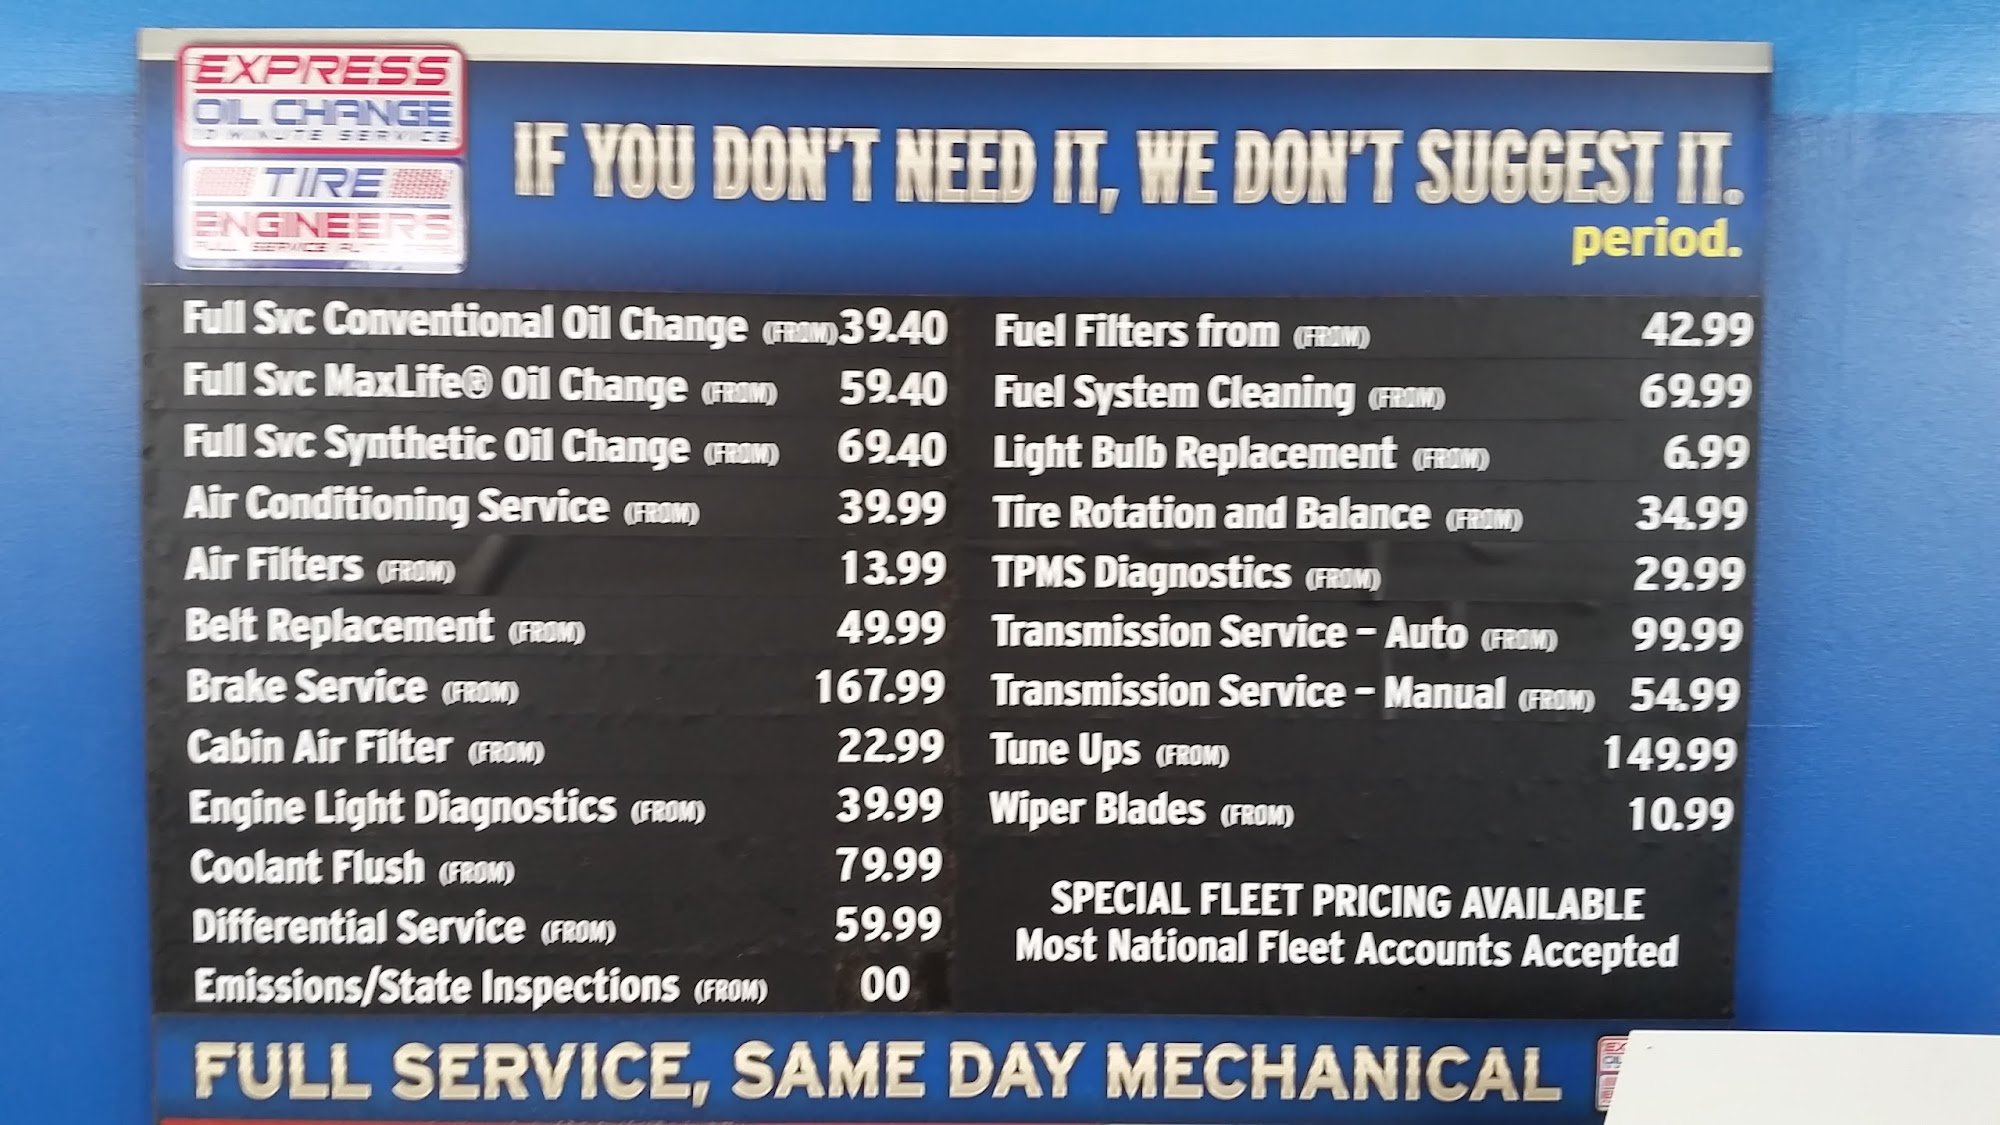 EXPRESS
OIL CHANGE
10 MINUTE SERVICE
TIRE
ENGINEERS
FULL SERVICE AUTO CARE
IF YOU DON'T NEED IT, WE DON'T SUGGEST IT.
period.
Full Svc Conventional Oil Change (FROM) 39.40
Full Svc MaxLife® Oil Change (FROM) 59.40
Full Svc Synthetic Oil Change (FROM) 69.40
Air Conditioning Service (FROM) 39.99
Air Filters (FROM) 13.99
Belt Replacement (FROM) 49.99
Brake Service (FROM) 167.99
Cabin Air Filter (FROM) 22.99
Engine Light Diagnostics (FROM) 39.99
Coolant Flush (FROM) 79.99
Differential Service (FROM) 59.99
Emissions/State Inspections (FROM) 00
Fuel Filters from (FROM) 42.99
Fuel System Cleaning (FROM) 69.99
Light Bulb Replacement (FROM) 6.99
Tire Rotation and Balance (FROM) 34.99
TPMS Diagnostics (FROM) 29.99
Transmission Service – Auto (FROM) 99.99
Transmission Service – Manual (FROM) 54.99
Tune Ups (FROM) 149.99
Wiper Blades (FROM) 10.99
SPECIAL FLEET PRICING AVAILABLE
Most National Fleet Accounts Accepted
FULL SERVICE, SAME DAY MECHANICAL